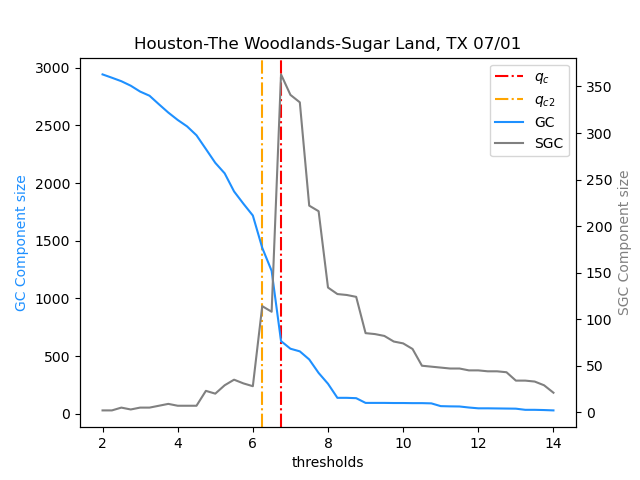 Houston-The Woodlands-Sugar Land, TX 07/01
GC Component size
3000
2500
2000
1500
1000
500
0
q_c
q_{c2}
GC
SGC
350
300
250
200
150
100
50
0
SGC Component size
2 4 6 8 10 12 14
thresholds